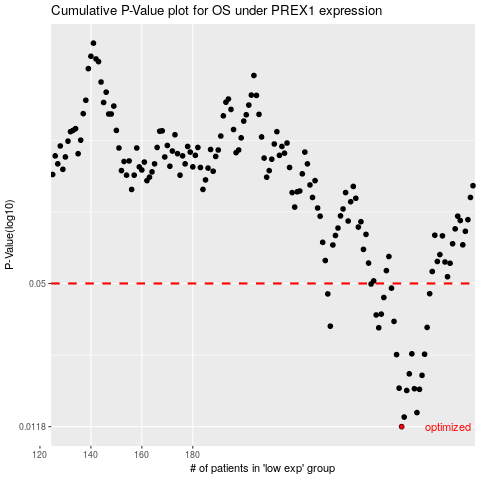 Cumulative P-Value plot for OS under PREX1 expression
P-Value(log10)
0.05
0.0118
optimized
120 140 160 180
# of patients in 'low exp' group